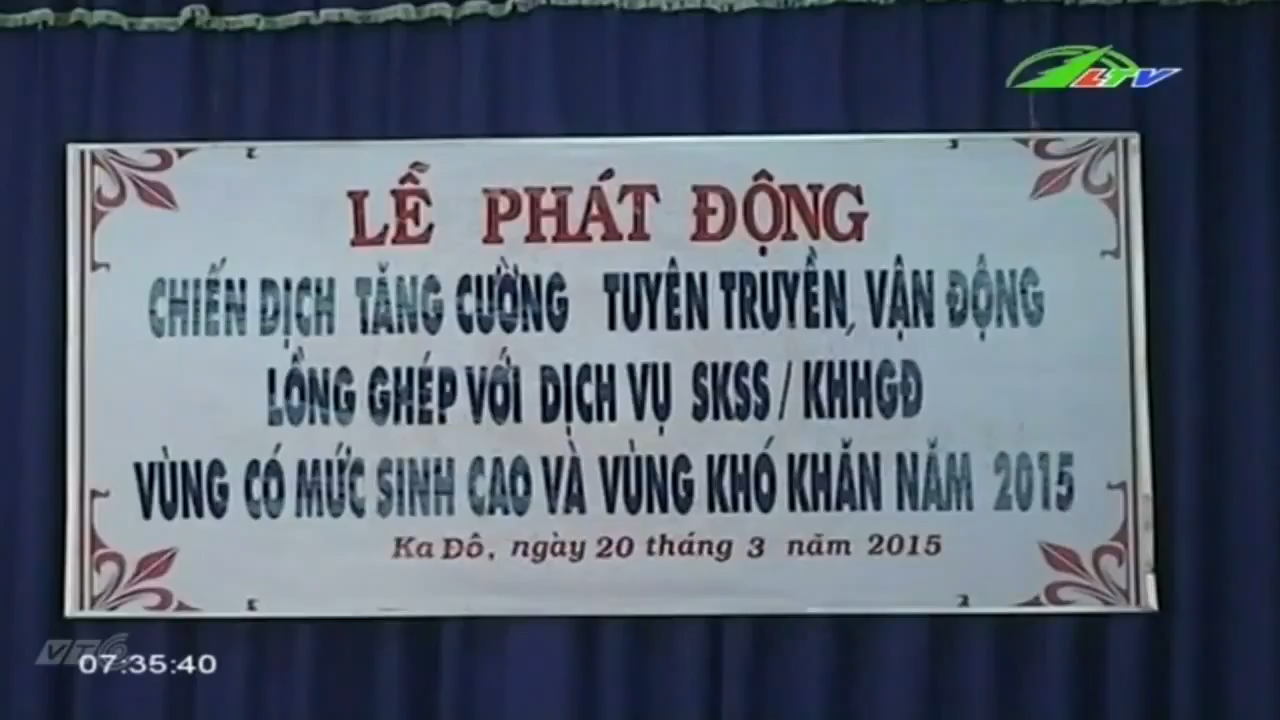 LTV
LỄ PHÁT ĐỘNG
CHIẾN DỊCH TĂNG CƯỜNG TUYÊN TRUYỀN, VẬN ĐỘNG
LỒNG GHÉP VỚI DỊCH VỤ SKSS / KHHGĐ
VÙNG CÓ MỨC SINH CAO VÀ VÙNG KHÓ KHĂN NĂM 2015
Ka Đô, ngày 20 tháng 3 năm 2015
07:35:40